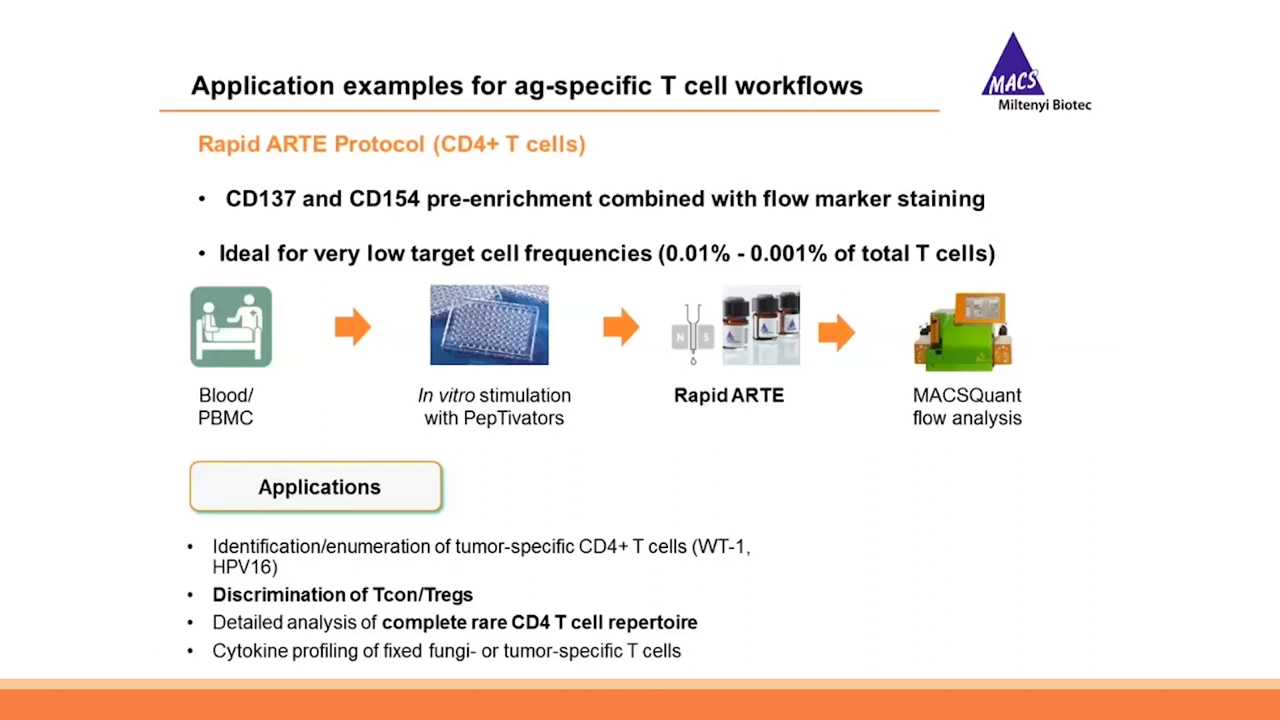 Application examples for ag-specific T cell workflows
MACS
Miltenyi Biotec
Rapid ARTE Protocol (CD4+ T cells)
• CD137 and CD154 pre-enrichment combined with flow marker staining
• Ideal for very low target cell frequencies (0.01% - 0.001% of total T cells)
N S
Blood/
PBMC
In vitro stimulation
with PepTivators
Rapid ARTE
MACSQuant
flow analysis
Applications
• Identification/enumeration of tumor-specific CD4+ T cells (WT-1,
HPV16)
• Discrimination of Tcon/Tregs
• Detailed analysis of complete rare CD4 T cell repertoire
• Cytokine profiling of fixed fungi- or tumor-specific T cells